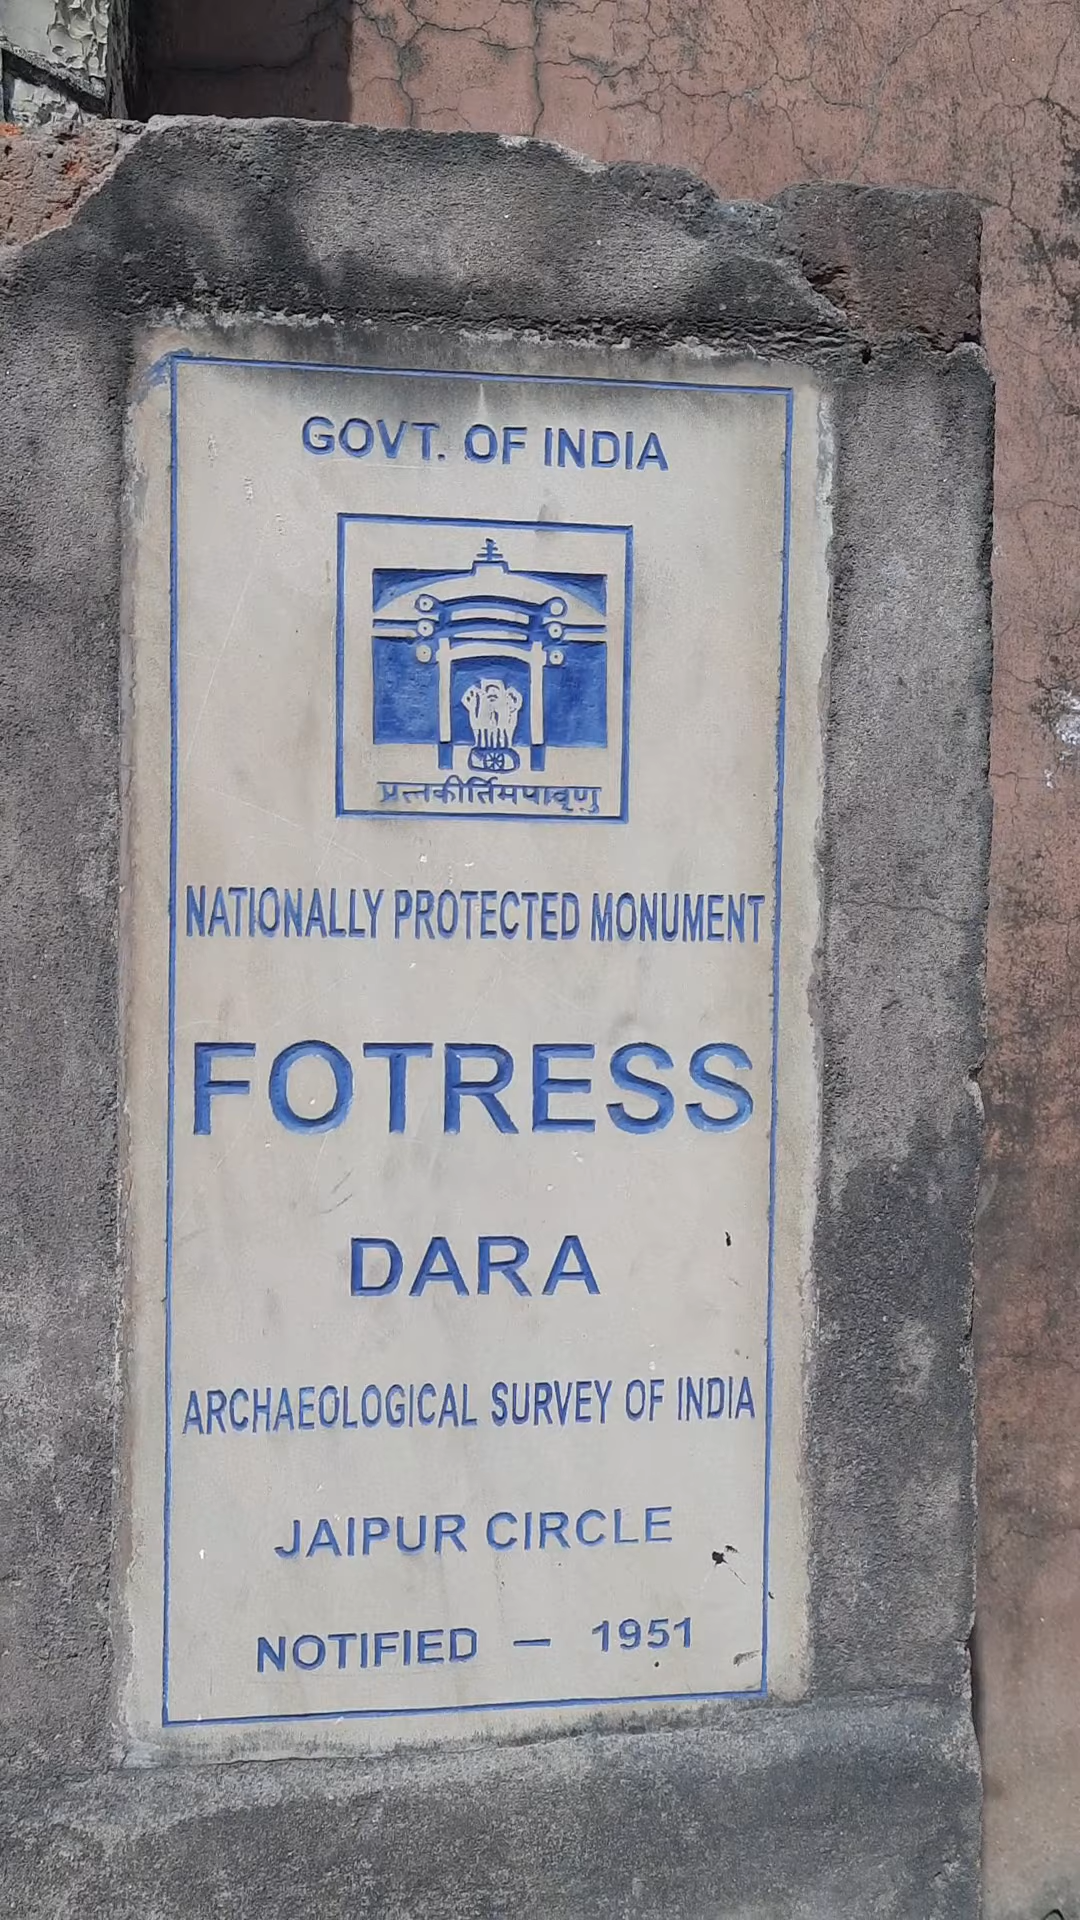 GOVT. OF INDIA
प्रत्नकीर्तिमपावृणु
NATIONALLY PROTECTED MONUMENT
FOTRESS
DARA
ARCHAEOLOGICAL SURVEY OF INDIA
JAIPUR CIRCLE
NOTIFIED — 1951